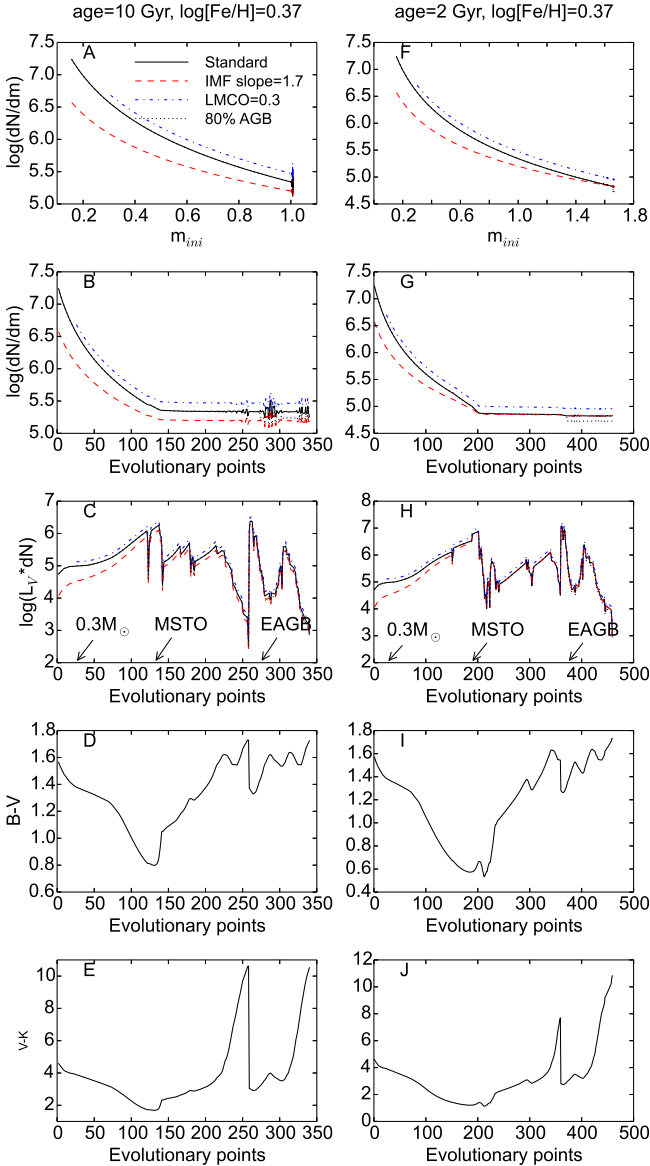 age=10 Gyr, log[Fe/H]=0.37
age=2 Gyr, log[Fe/H]=0.37
A
Standard
IMF slope=1.7
LMCO=0.3
80% AGB
log(dN/dm)
7.5
7.0
6.5
6.0
5.5
5.0
0.2 0.4 0.6 0.8 1.0
m_ini
F
log(dN/dm)
7.5
7.0
6.5
6.0
5.5
5.0
4.5
0.2 0.6 1.0 1.4 1.8
m_ini
B
log(dN/dm)
7.5
7.0
6.5
6.0
5.5
5.0
0 50 100 150 200 250 300 350
Evolutionary points
G
log(dN/dm)
7.5
7.0
6.5
6.0
5.5
5.0
4.5
0 100 200 300 400 500
Evolutionary points
C
log(L_V*dN)
7
6
5
4
3
2
0.3M☉ MSTO EAGB
0 50 100 150 200 250 300 350
Evolutionary points
H
log(L_V*dN)
8
7
6
5
4
3
2
0.3M☉ MSTO EAGB
0 100 200 300 400 500
Evolutionary points
D
B-V
1.8
1.6
1.4
1.2
1.0
0.8
0.6
0 50 100 150 200 250 300 350
Evolutionary points
I
1.8
1.6
1.4
1.2
1.0
0.8
0.6
0.4
0 100 200 300 400 500
Evolutionary points
E
V-K
10
8
6
4
2
0 50 100 150 200 250 300 350
Evolutionary points
J
12
10
8
6
4
2
0
0 100 200 300 400 500
Evolutionary points